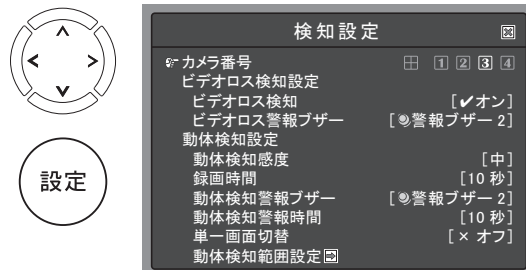 検知設定
カメラ番号 1 2 3 4
ビデオロス検知設定
ビデオロス検知 [✔オン]
ビデオロス警報ブザー [警報ブザー2]
動体検知設定
動体検知感度 [中]
録画時間 [10 秒]
動体検知警報ブザー [警報ブザー2]
動体検知警報時間 [10 秒]
単一画面切替 [× オフ]
動体検知範囲設定
設定